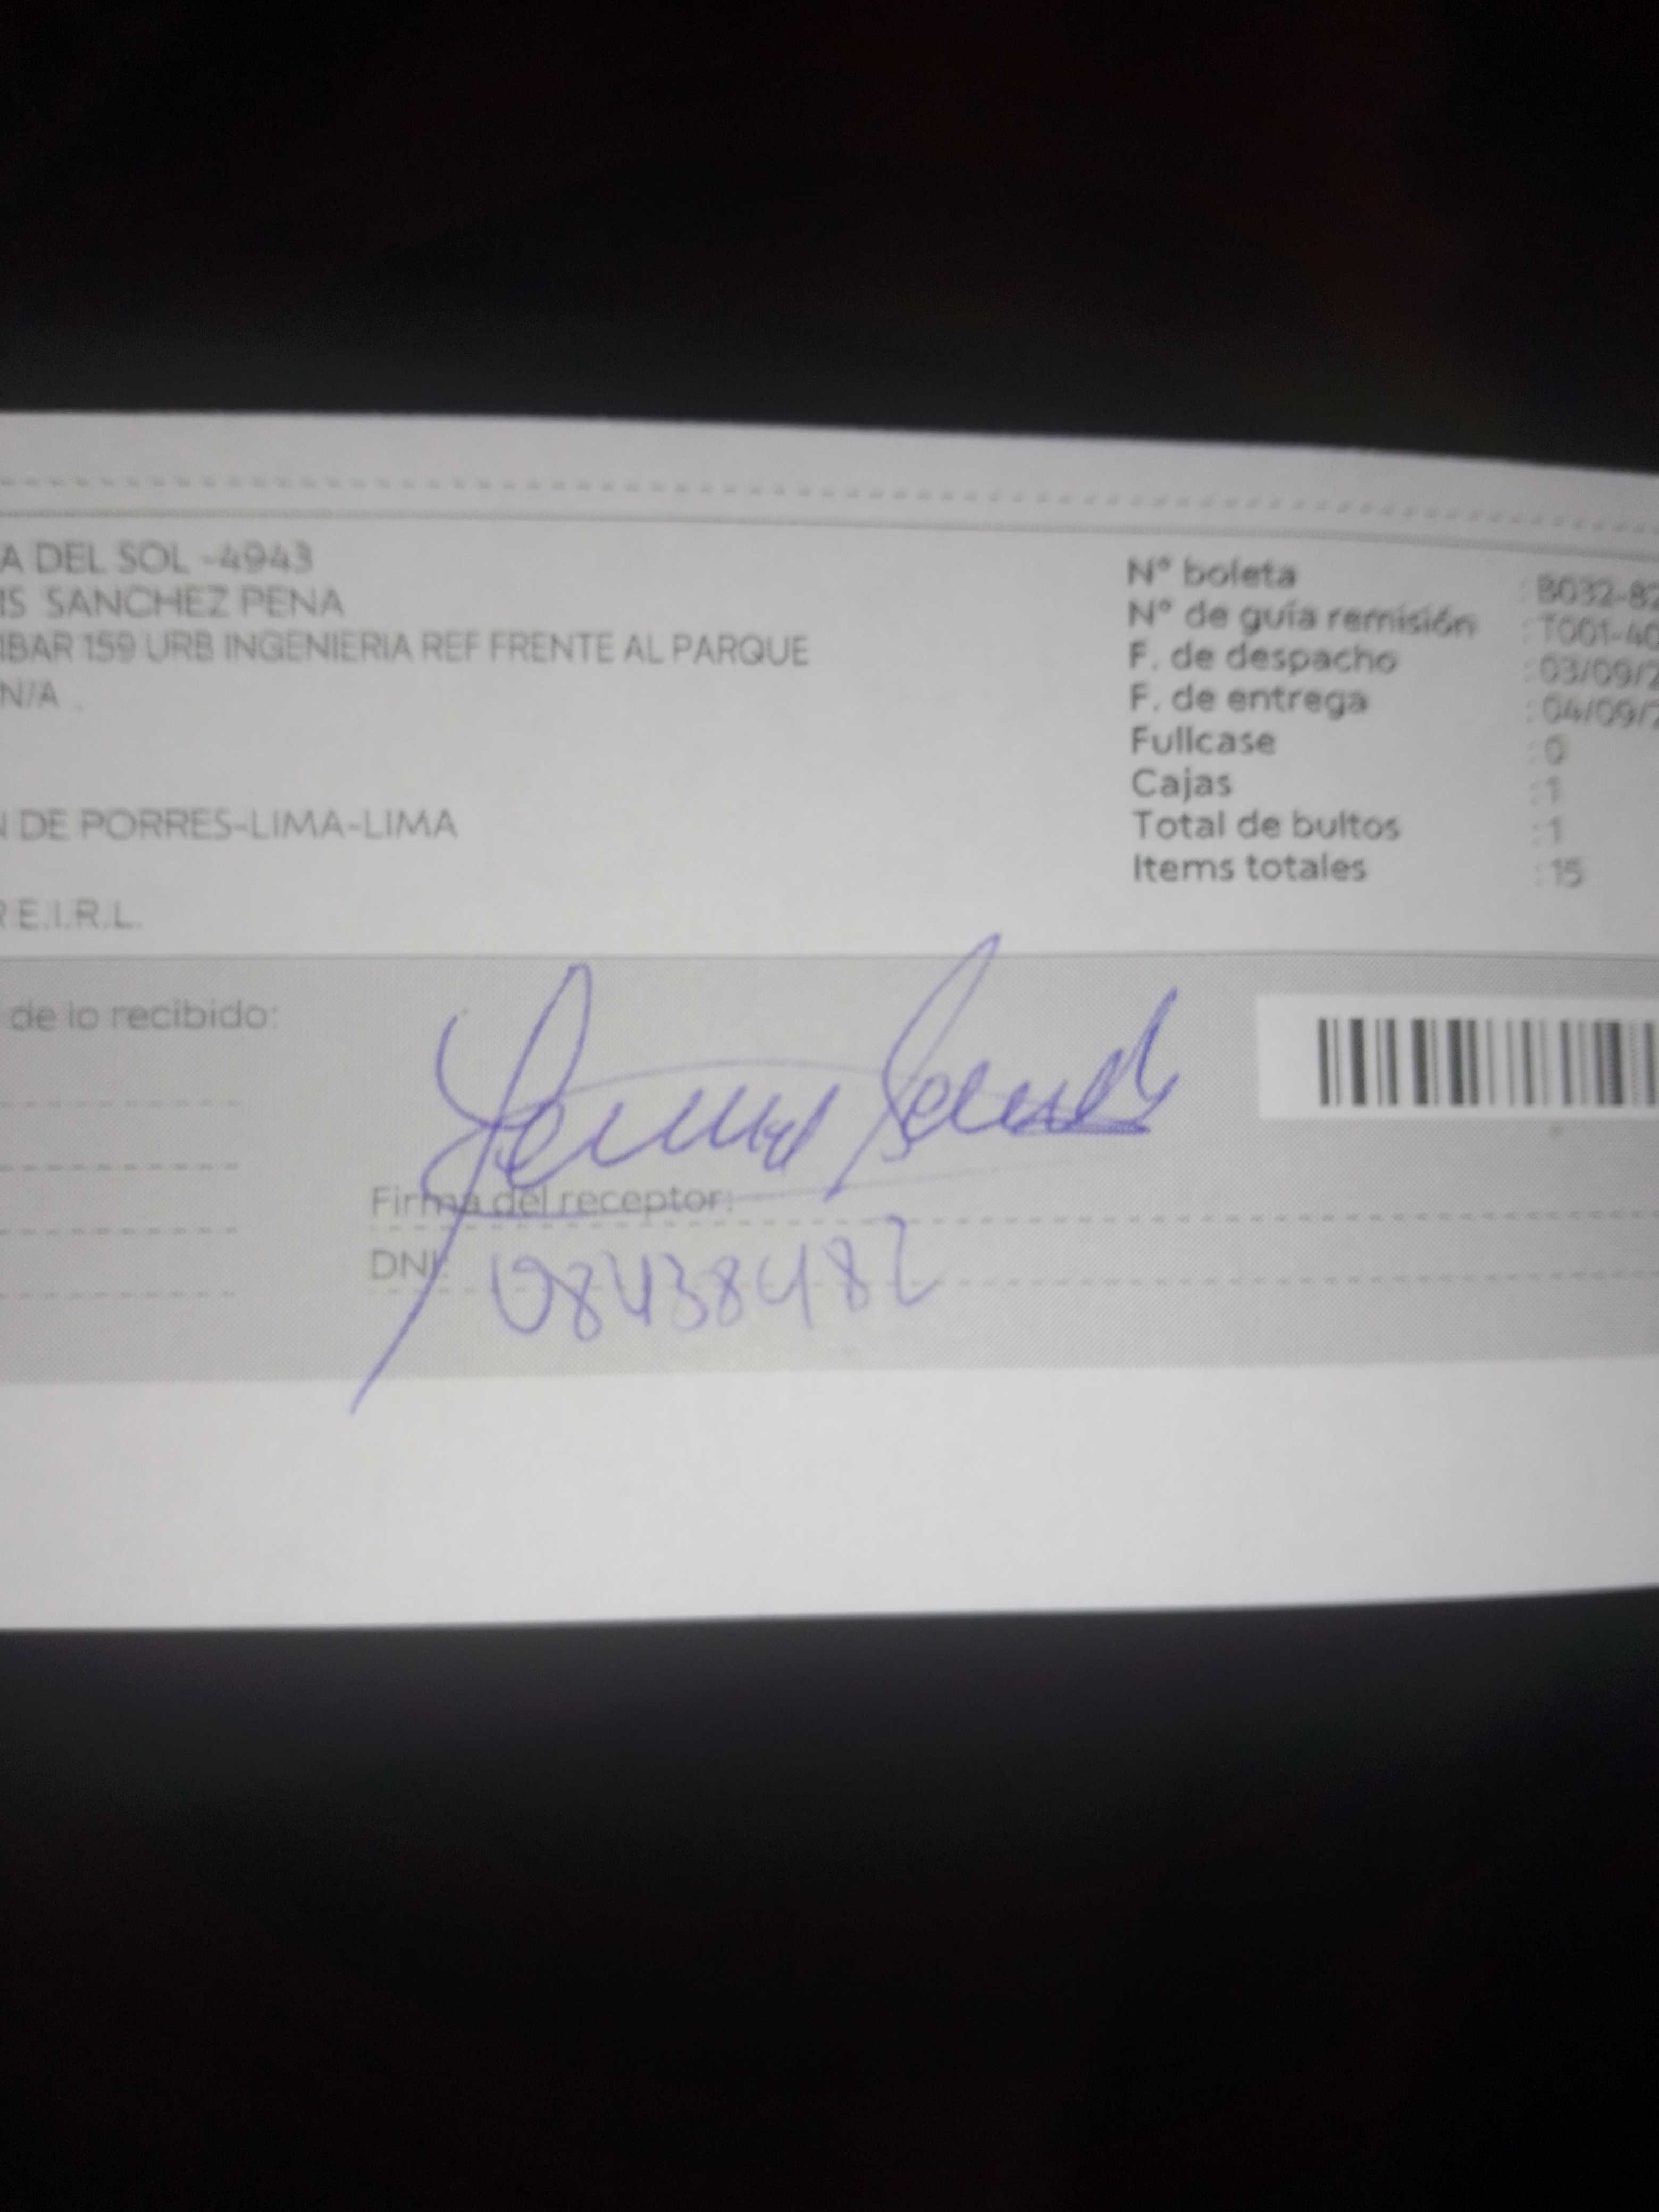 A DEL SOL -4943
IS SANCHEZ PENA
IBAR 159 URB INGENIERIA REF FRENTE AL PARQUE
N/A
N DE PORRES-LIMA-LIMA
R E.I.R.L.
N° boleta : B032-82
N° de guía remisión : T001-40
F. de despacho : 03/09/2
F. de entrega : 04/09/2
Fullcase : 0
Cajas : 1
Total de bultos : 1
Items totales : 15
de lo recibido:
Firma del receptor:
DNI: 08438482